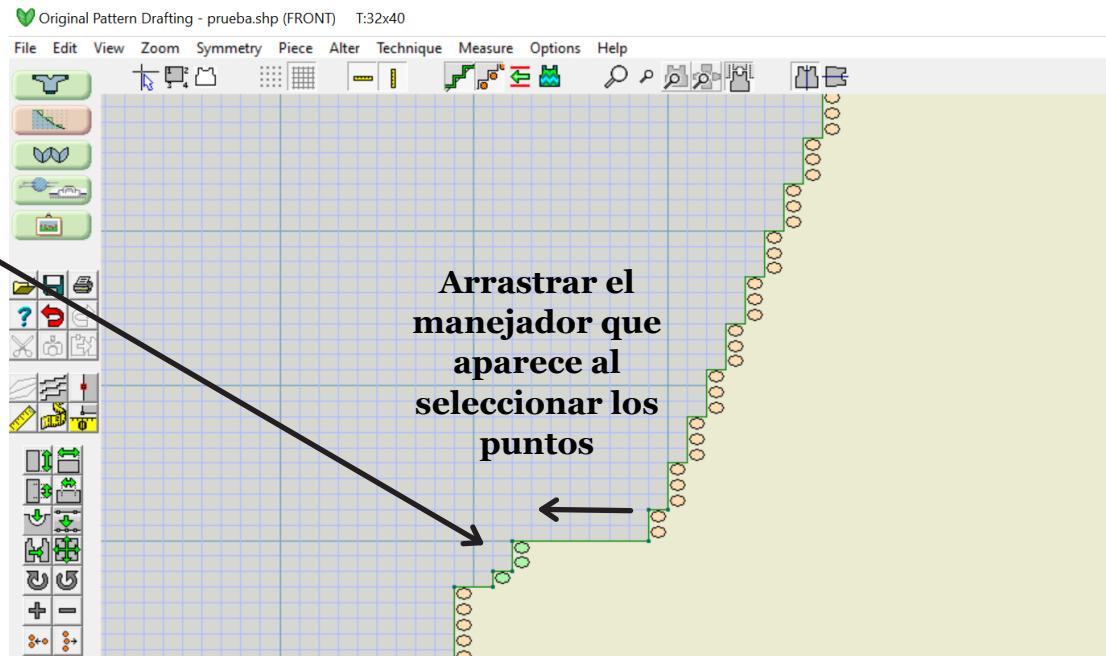 Original Pattern Drafting - prueba.shp (FRONT) T:32x40
File Edit View Zoom Symmetry Piece Alter Technique Measure Options Help
Arrastrar el
manejador que
aparece al
seleccionar los
puntos